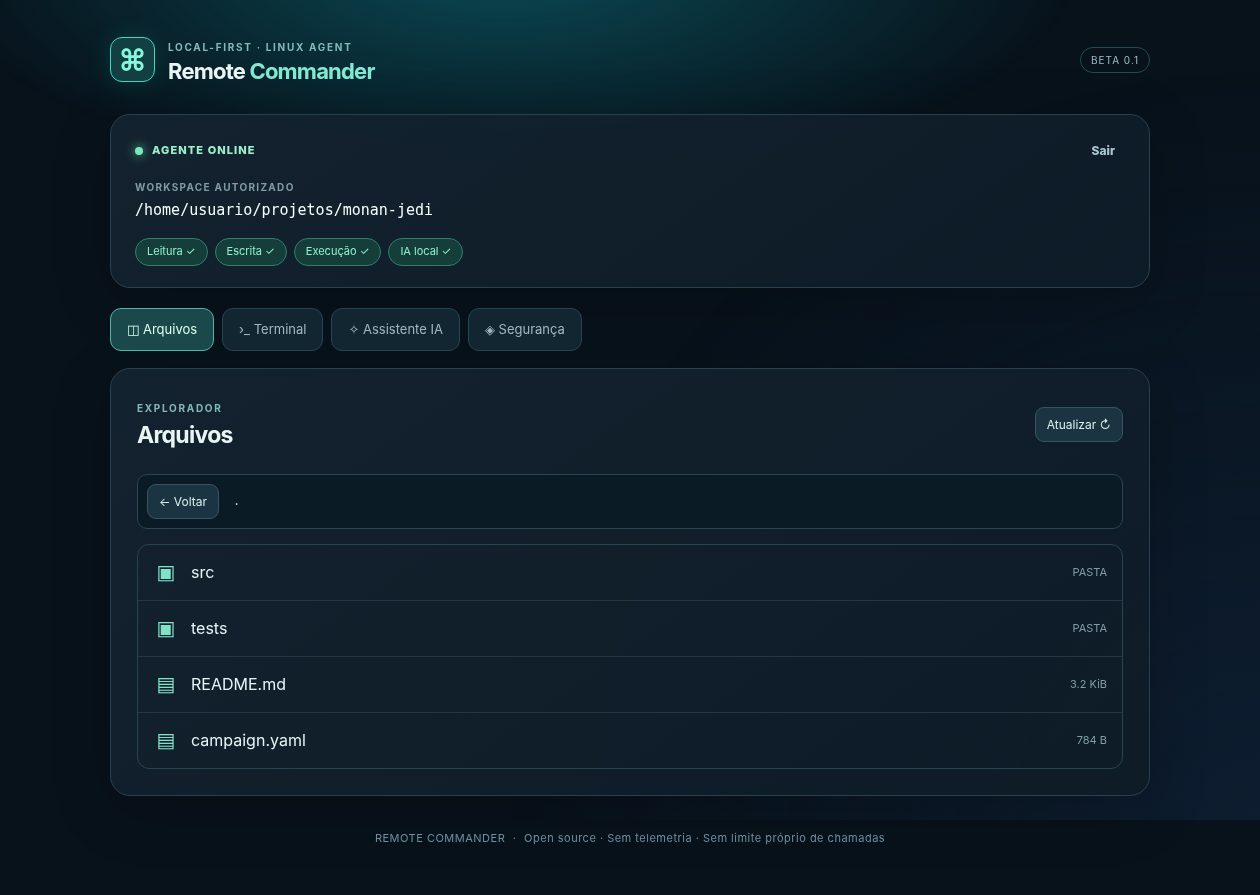 ⌘
LOCAL-FIRST · LINUX AGENT
Remote Commander
BETA 0.1
AGENTE ONLINE
Sair
WORKSPACE AUTORIZADO
/home/usuario/projetos/monan-jedi
Leitura ✓ Escrita ✓ Execução ✓ IA local ✓
◫ Arquivos ›_ Terminal ✧ Assistente IA ◈ Segurança
EXPLORADOR
Arquivos
Atualizar ↻
← Voltar .
▣ src PASTA
▣ tests PASTA
▤ README.md 3.2 KiB
▤ campaign.yaml 784 B
REMOTE COMMANDER · Open source · Sem telemetria · Sem limite próprio de chamadas